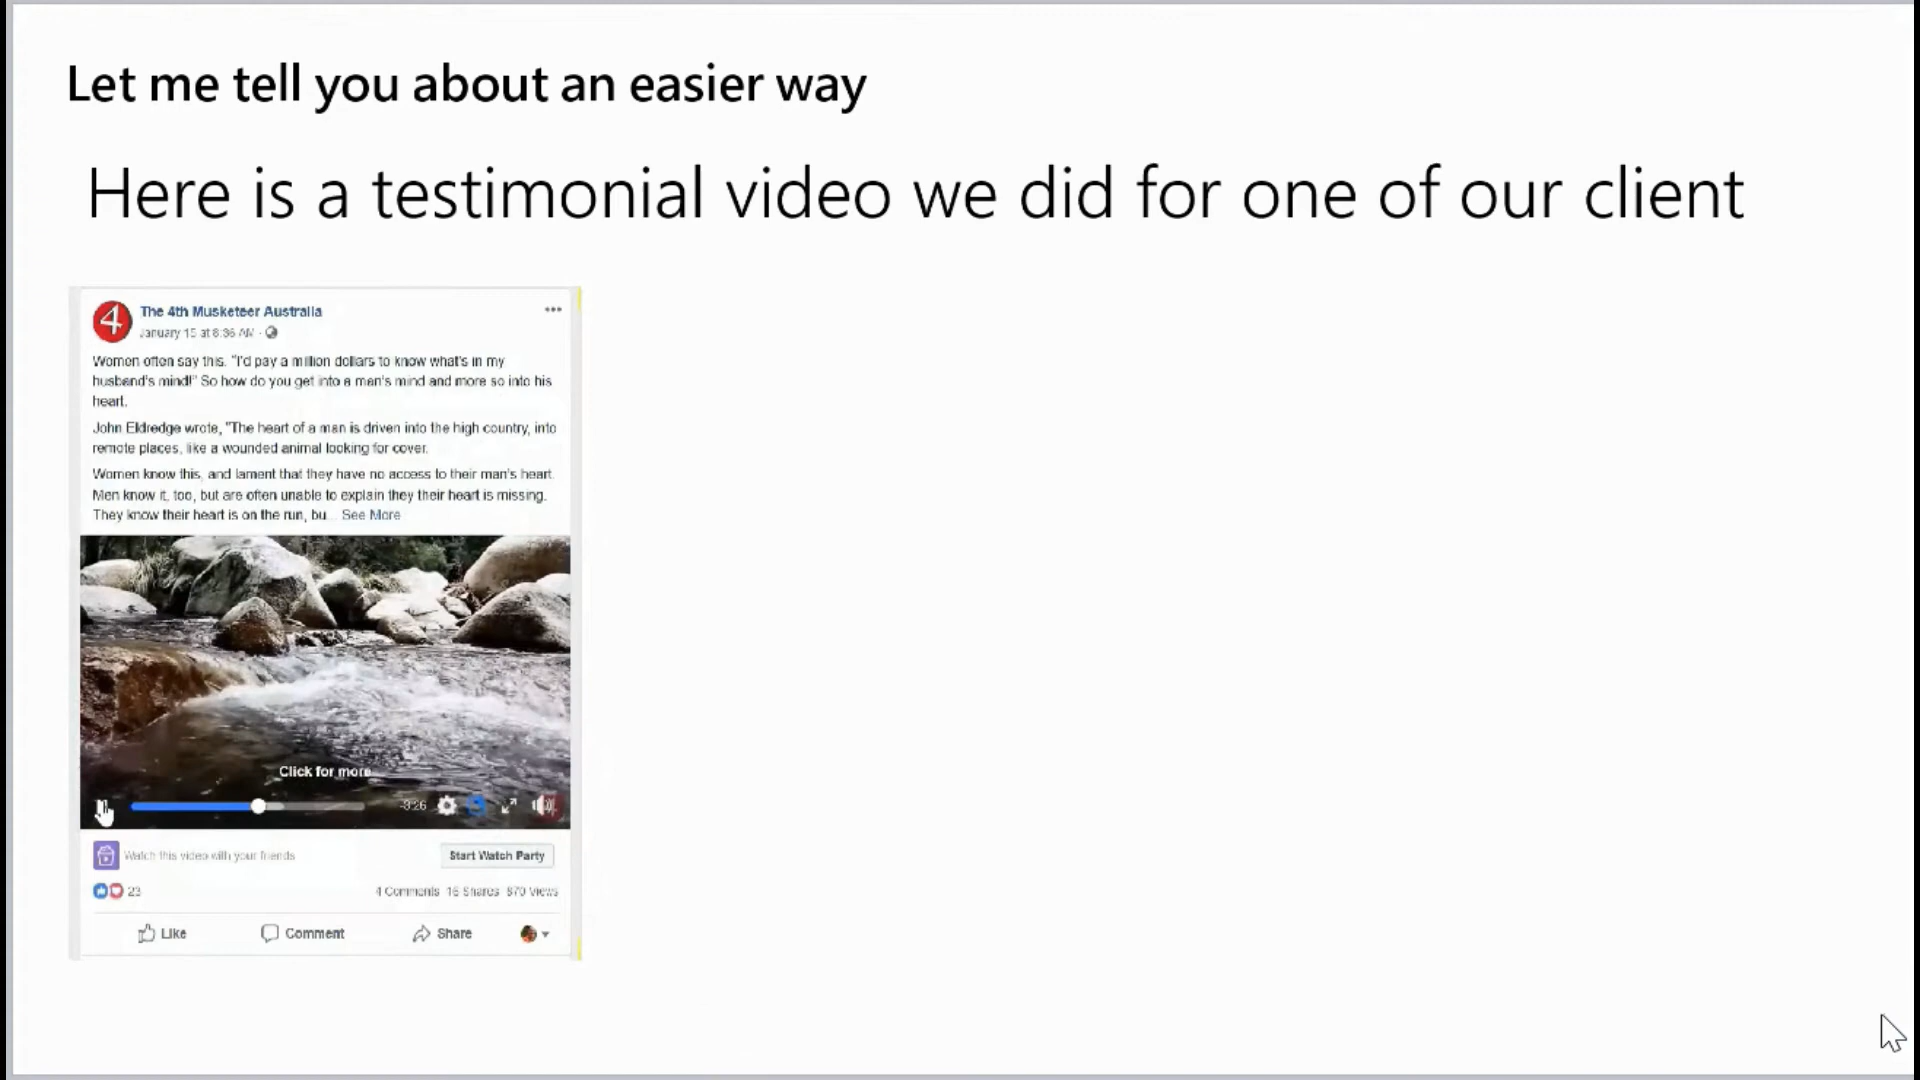 Let me tell you about an easier way
Here is a testimonial video we did for one of our client
4
The 4th Musketeer Australia
January 15 at 8:36 AM ·
Women often say this. "I'd pay a million dollars to know what's in my
husband's mind!" So how do you get into a man's mind and more so into his
heart.
John Eldredge wrote, "The heart of a man is driven into the high country, into
remote places, like a wounded animal looking for cover.
Women know this, and lament that they have no access to their man's heart.
Men know it, too, but are often unable to explain they their heart is missing.
They know their heart is on the run, bu... See More
Click for more
-3:26
Watch this video with your friends
Start Watch Party
23
4 Comments 16 Shares 870 Views
Like
Comment
Share